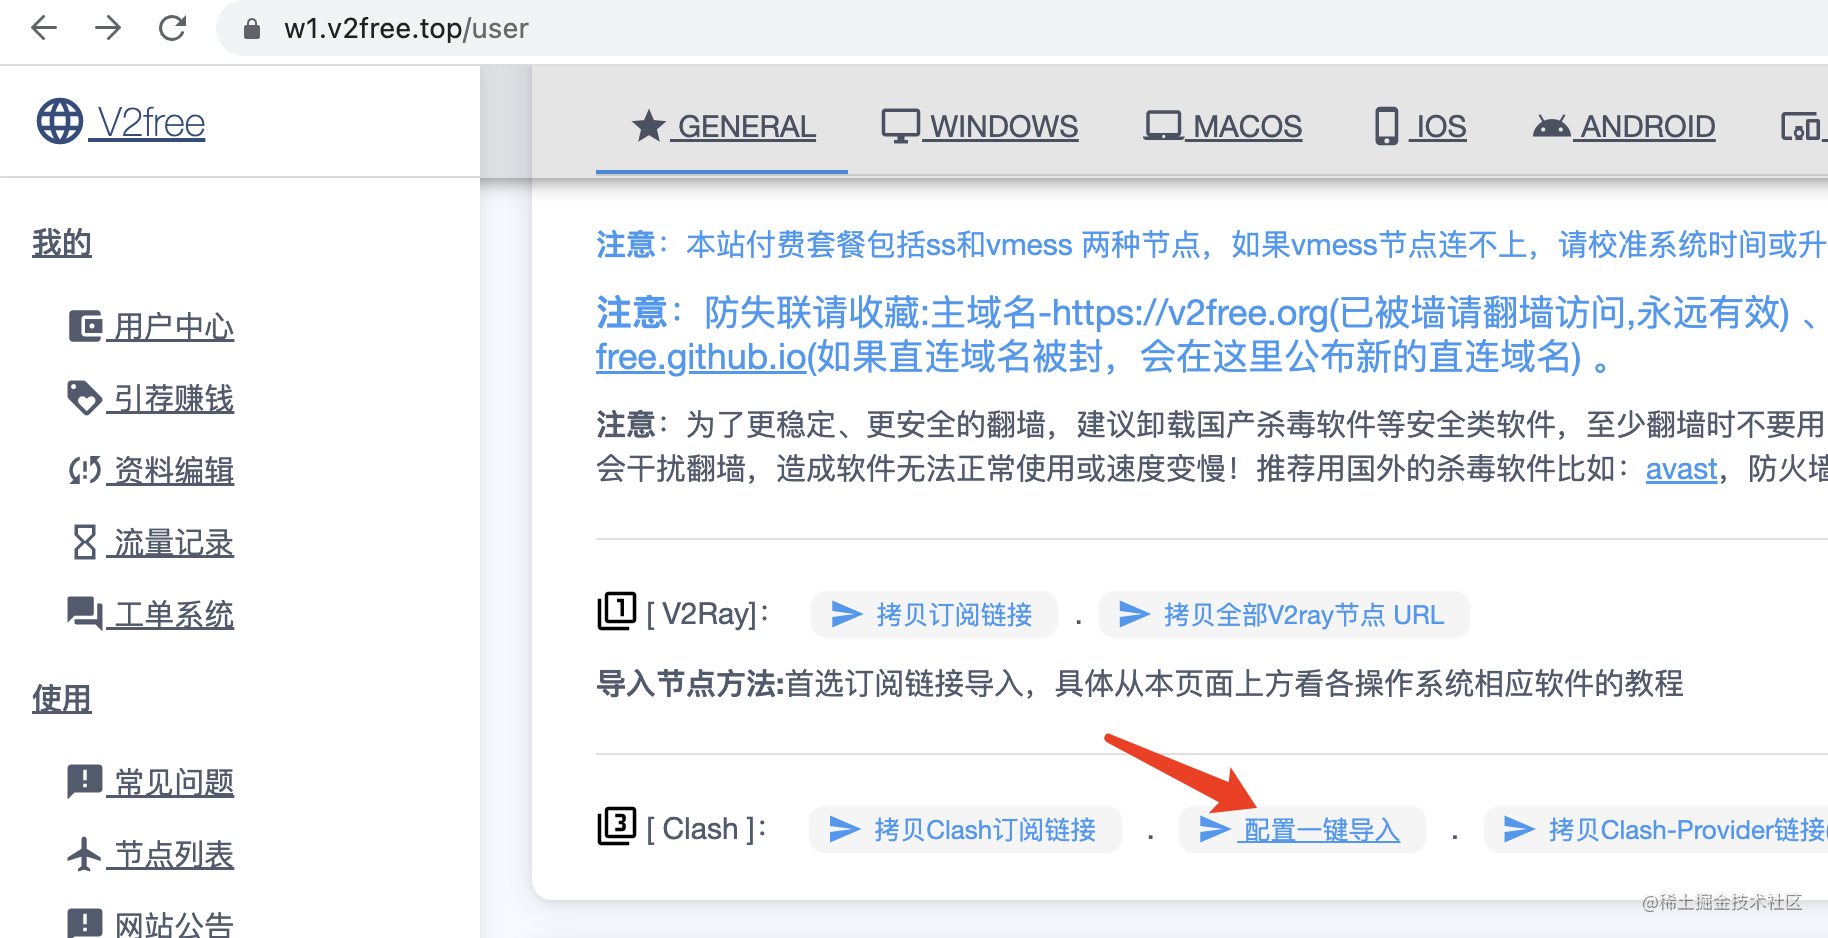 w1.v2free.top/user
V2free
GENERAL WINDOWS MACOS IOS ANDROID
我的
用户中心
引荐赚钱
资料编辑
流量记录
工单系统
使用
常见问题
节点列表
网站公告
注意：本站付费套餐包括ss和vmess 两种节点，如果vmess节点连不上，请校准系统时间或升
注意：防失联请收藏:主域名-https://v2free.org(已被墙请翻墙访问,永远有效) 、
free.github.io(如果直连域名被封，会在这里公布新的直连域名) 。
注意：为了更稳定、更安全的翻墙，建议卸载国产杀毒软件等安全类软件，至少翻墙时不要用
会干扰翻墙，造成软件无法正常使用或速度变慢！推荐用国外的杀毒软件比如：avast，防火墙
1 [ V2Ray]： 拷贝订阅链接 . 拷贝全部V2ray节点 URL
导入节点方法:首选订阅链接导入，具体从本页面上方看各操作系统相应软件的教程
3 [ Clash ]： 拷贝Clash订阅链接 . 配置一键导入 . 拷贝Clash-Provider链接
@稀土掘金技术社区